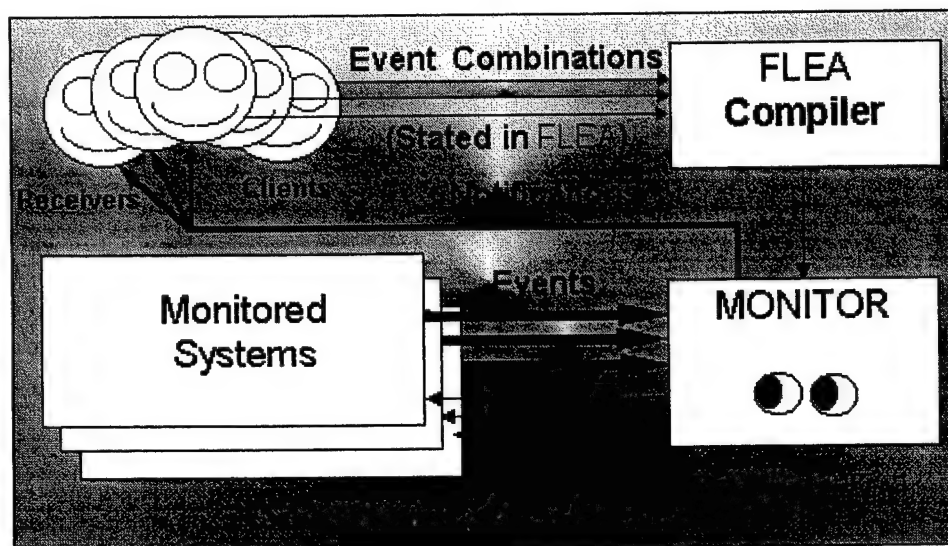 Event Combinations
(Stated in FLEA)
FLEA
Compiler
Receivers
Clients
Events
Monitored
Systems
MONITOR